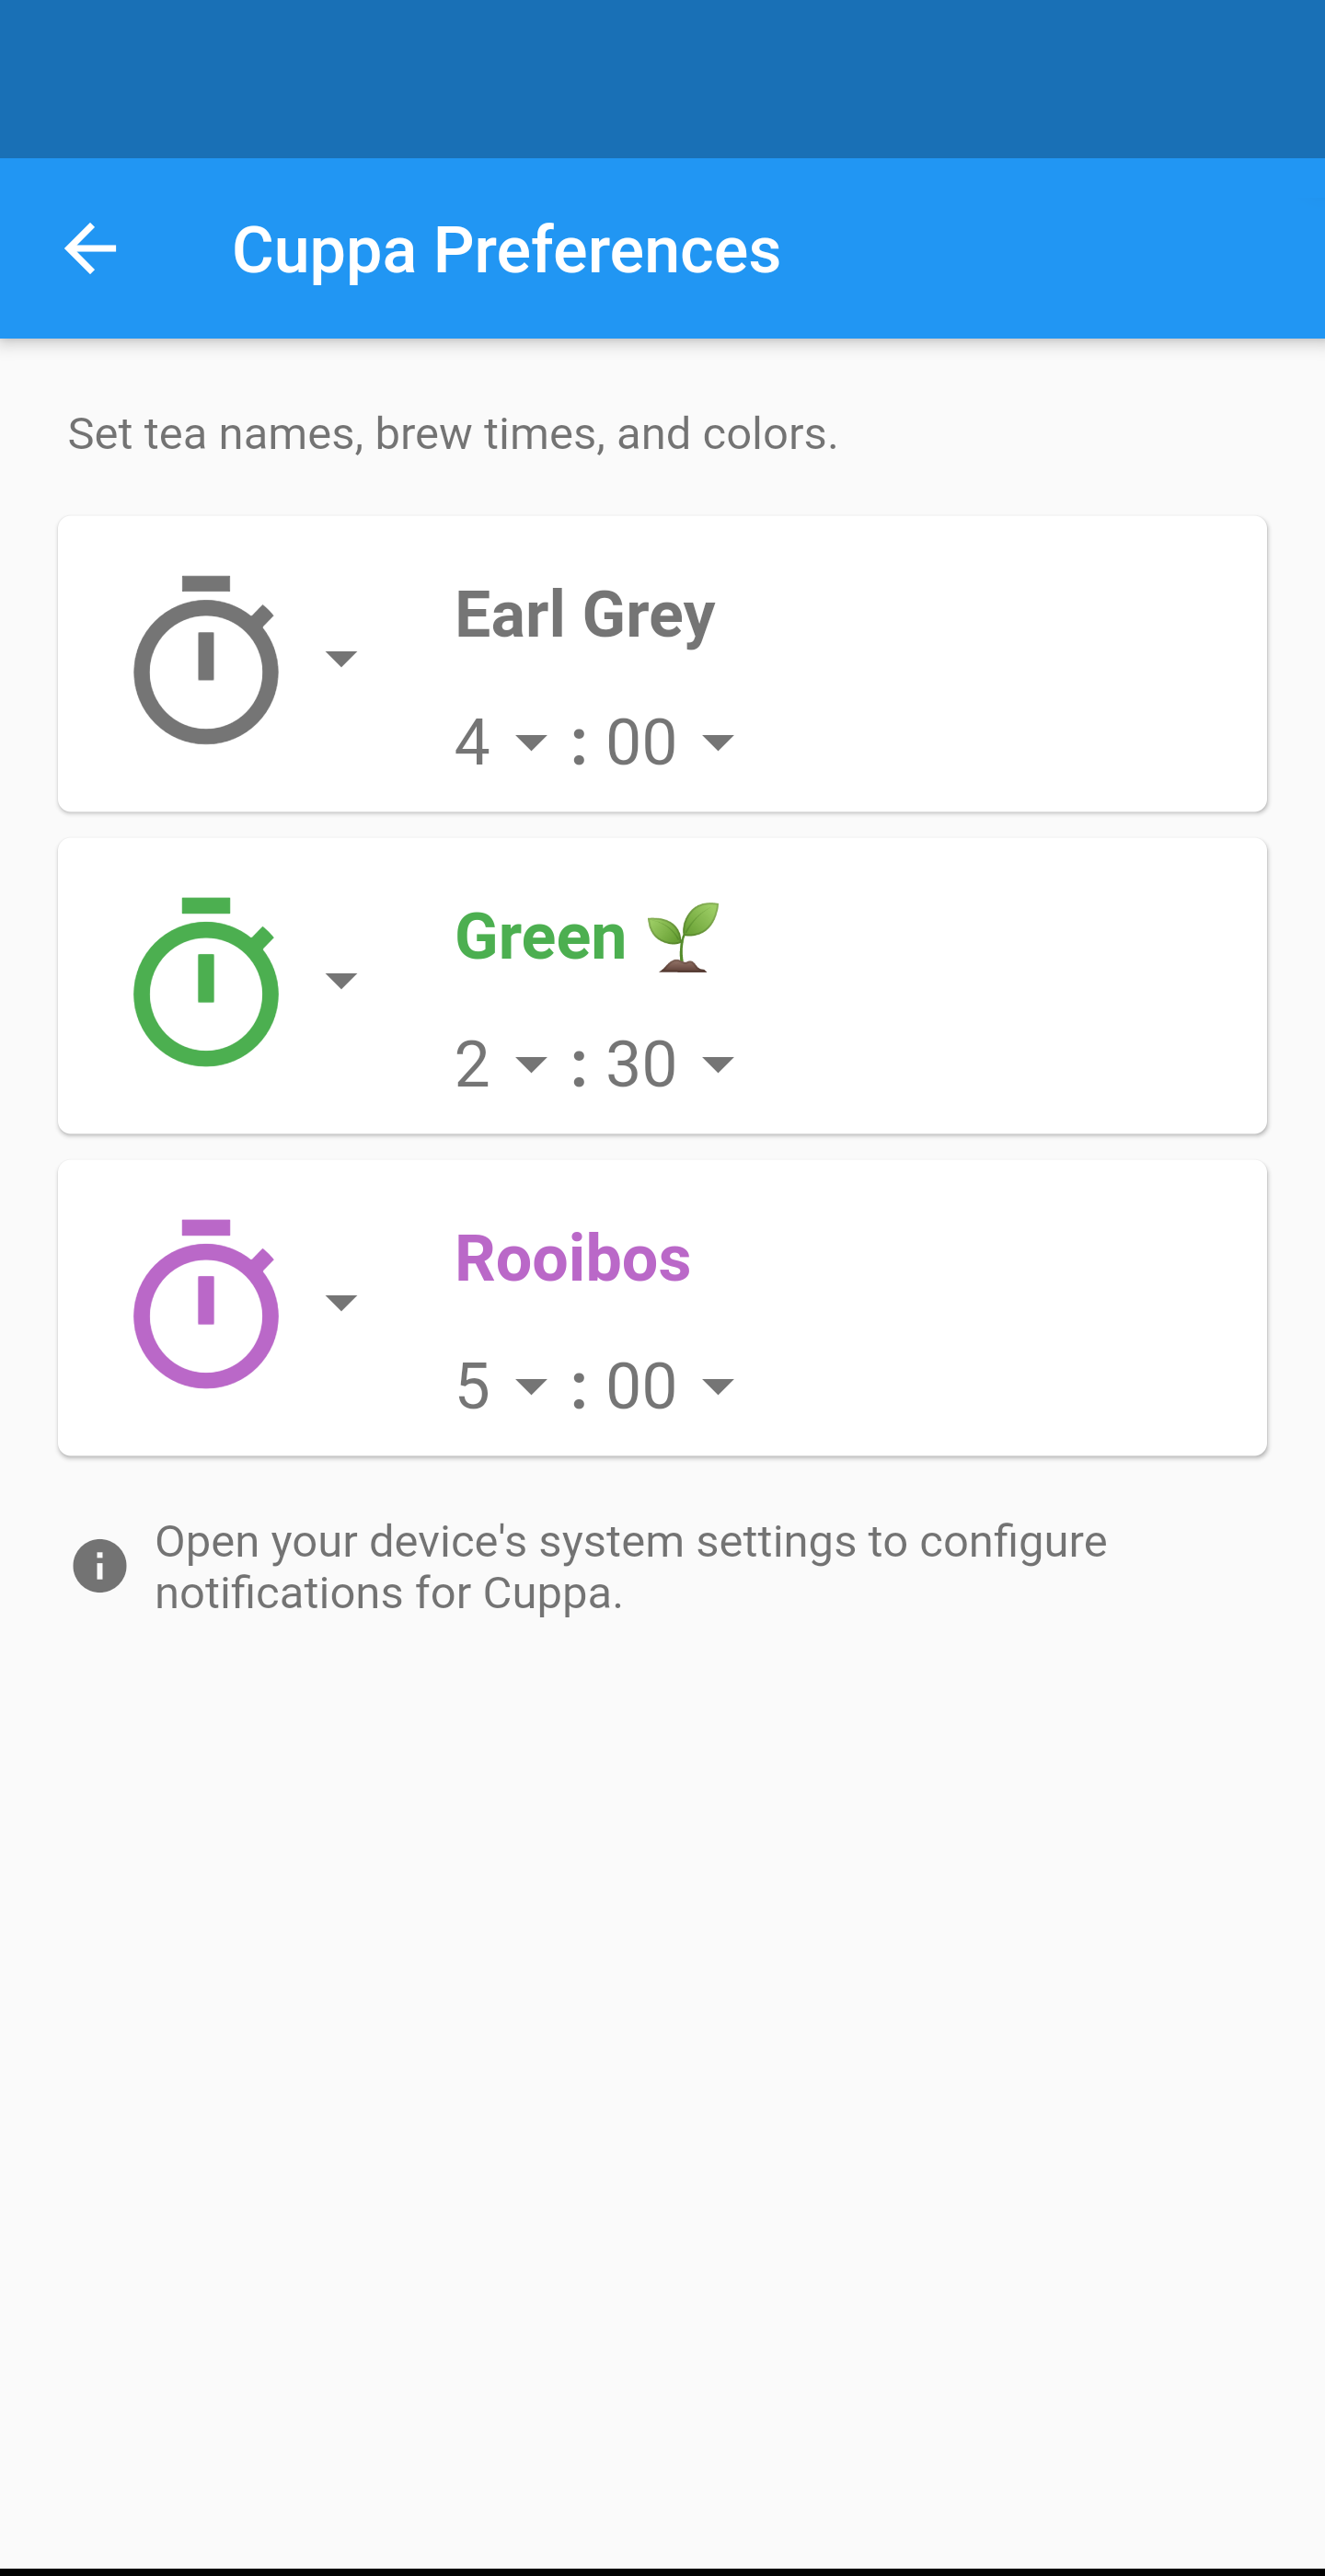 Cuppa Preferences
Set tea names, brew times, and colors.
Earl Grey
4 : 00
Green 🌱
2 : 30
Rooibos
5 : 00
Open your device's system settings to configure
notifications for Cuppa.